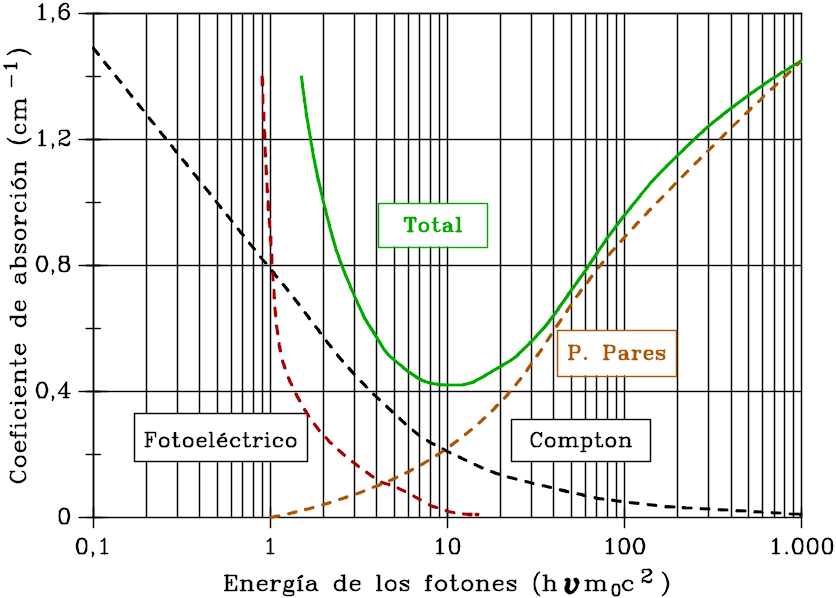 1,6
1,2
0,8
0,4
0
Coeficiente de absorción (cm⁻¹)
Total
P. Pares
Fotoeléctrico
Compton
0,1 1 10 100 1.000
Energía de los fotones (hνm₀c²)